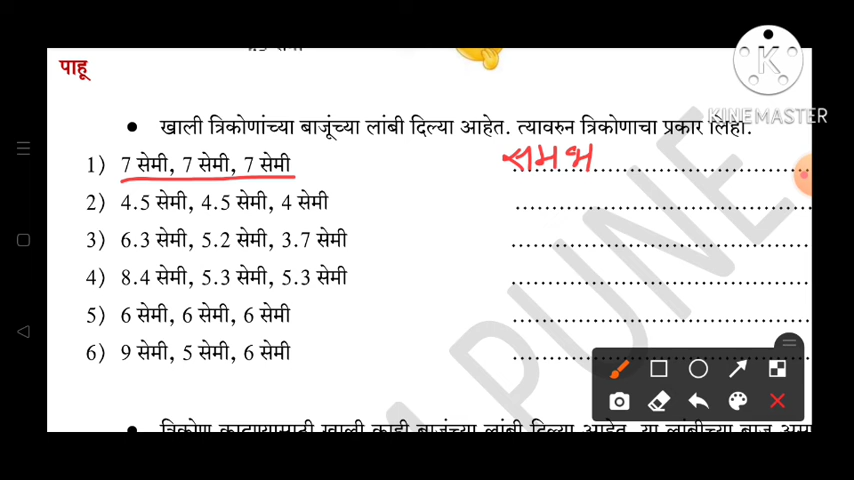 पाहू
KINEMASTER
● खाली त्रिकोणांच्या बाजूंच्या लांबी दिल्या आहेत. त्यावरुन त्रिकोणाचा प्रकार लिहा.
1) 7 सेमी, 7 सेमी, 7 सेमी समभ
2) 4.5 सेमी, 4.5 सेमी, 4 सेमी
3) 6.3 सेमी, 5.2 सेमी, 3.7 सेमी
4) 8.4 सेमी, 5.3 सेमी, 5.3 सेमी
5) 6 सेमी, 6 सेमी, 6 सेमी
6) 9 सेमी, 5 सेमी, 6 सेमी
PUNE
● त्रिकोण काढण्यासाठी खाली काही बाजूंच्या लांबी दिल्या आहेत. या लांबीच्या बाजू